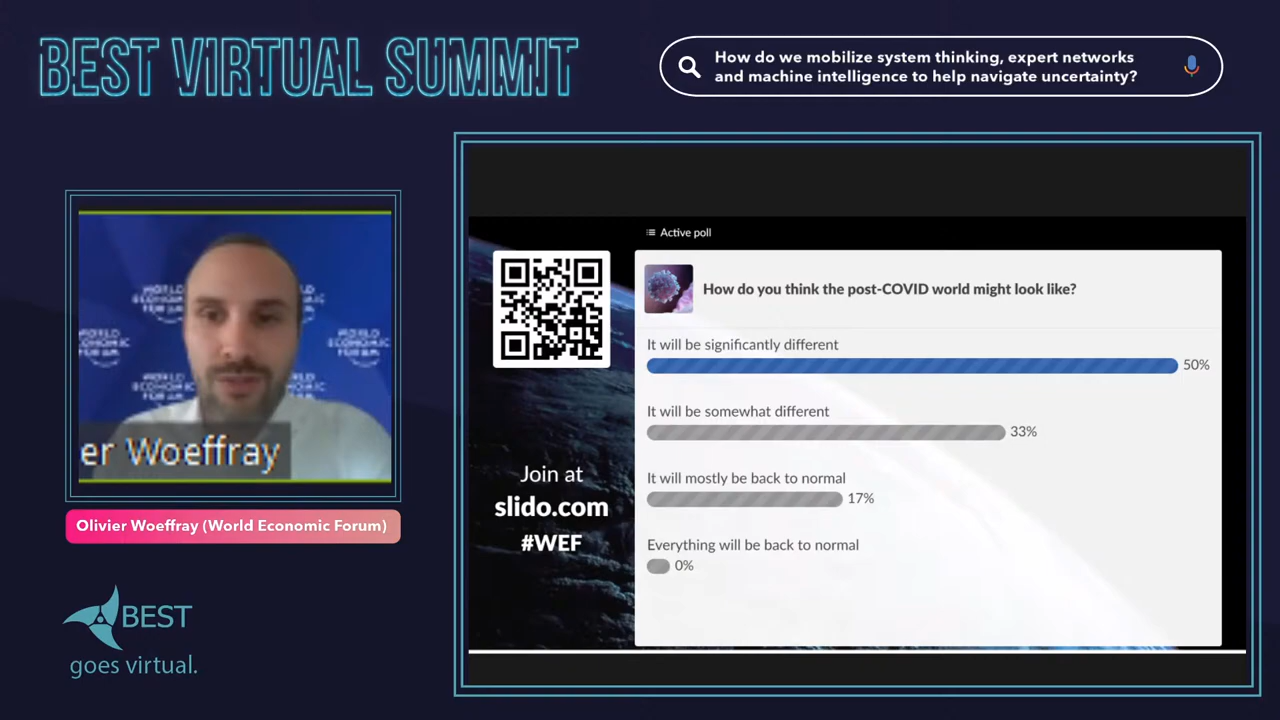 BEST VIRTUAL SUMMIT
How do we mobilize system thinking, expert networks
and machine intelligence to help navigate uncertainty?
WORLD
ECONOMIC
FORUM
er Woeffray
Olivier Woeffray (World Economic Forum)
BEST
goes virtual.
Join at
slido.com
#WEF
Active poll
How do you think the post-COVID world might look like?
It will be significantly different
50%
It will be somewhat different
33%
It will mostly be back to normal
17%
Everything will be back to normal
0%